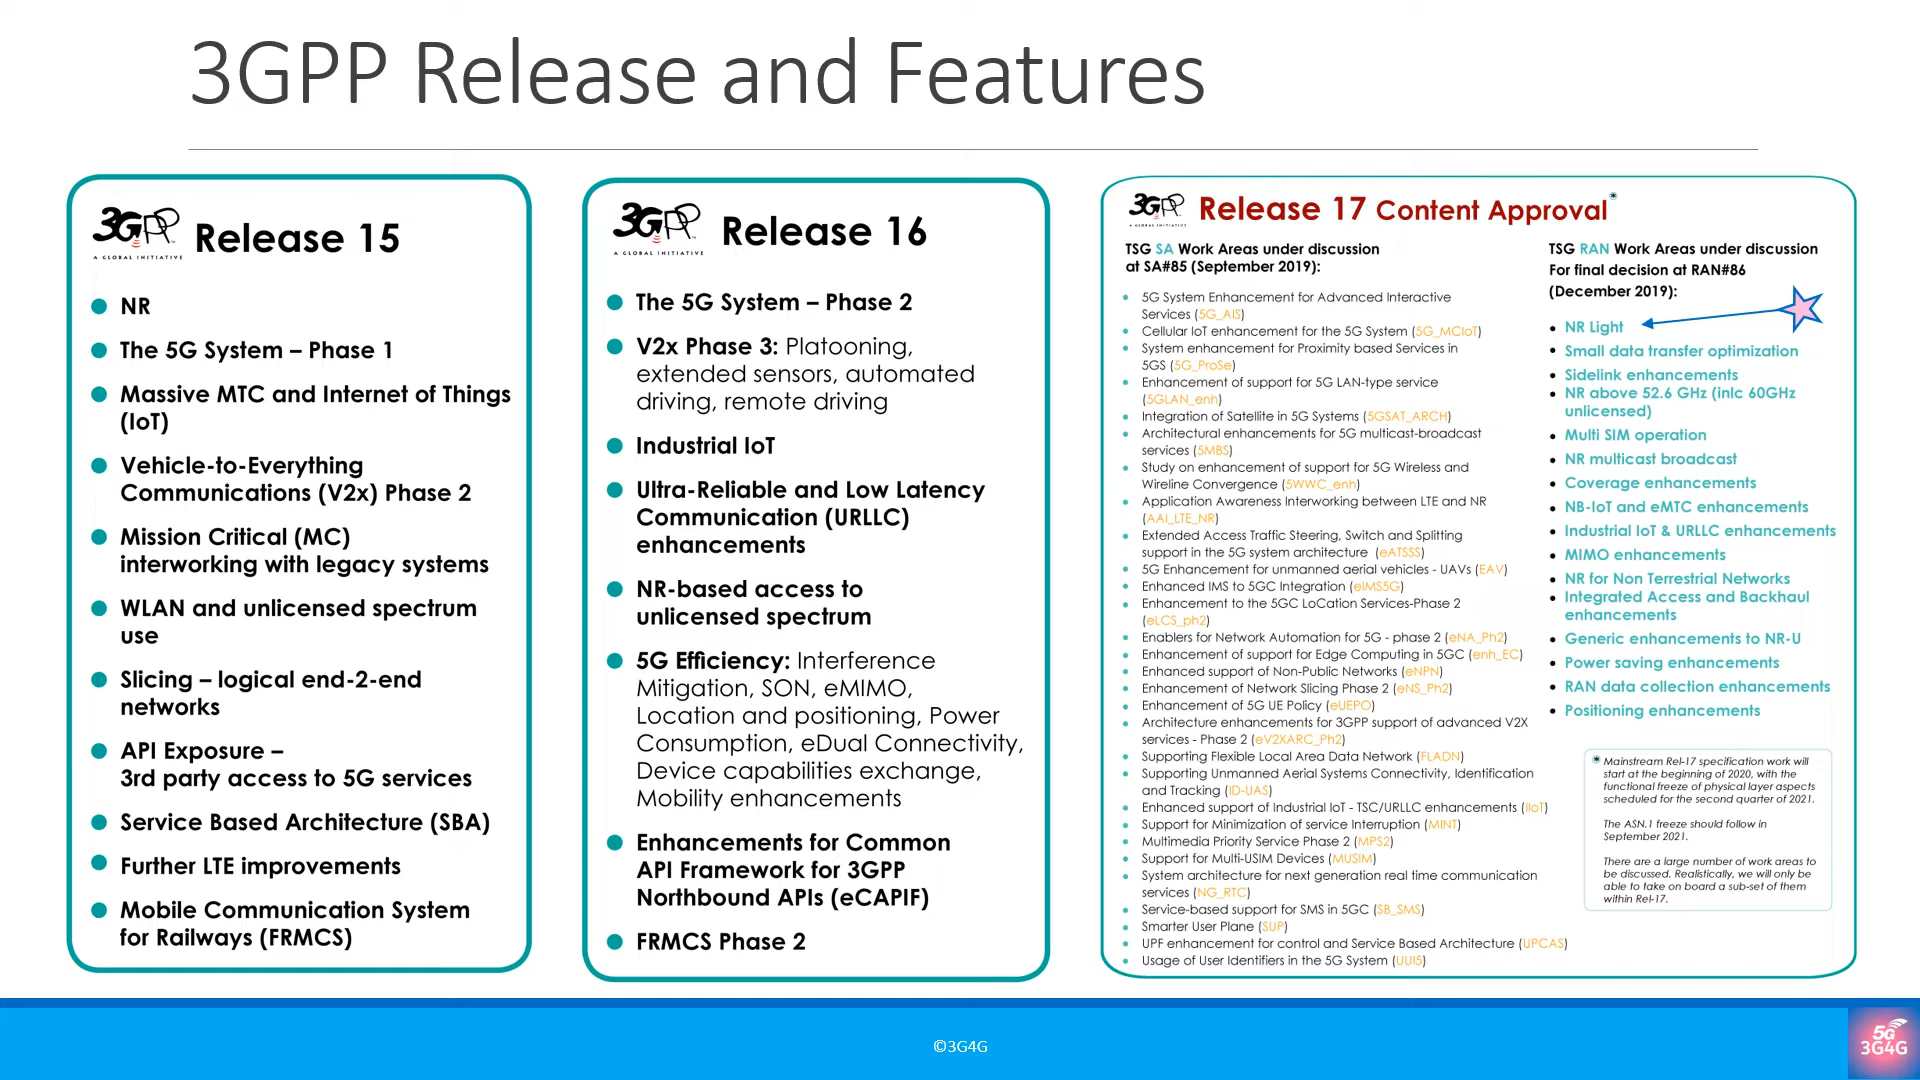 3GPP Release and Features
3GPP
A GLOBAL INITIATIVE
Release 15
NR
The 5G System – Phase 1
Massive MTC and Internet of Things
(IoT)
Vehicle-to-Everything
Communications (V2x) Phase 2
Mission Critical (MC)
interworking with legacy systems
WLAN and unlicensed spectrum
use
Slicing – logical end-2-end
networks
API Exposure –
3rd party access to 5G services
Service Based Architecture (SBA)
Further LTE improvements
Mobile Communication System
for Railways (FRMCS)
3GPP
A GLOBAL INITIATIVE
Release 16
The 5G System – Phase 2
V2x Phase 3: Platooning,
extended sensors, automated
driving, remote driving
Industrial IoT
Ultra-Reliable and Low Latency
Communication (URLLC)
enhancements
NR-based access to
unlicensed spectrum
5G Efficiency: Interference
Mitigation, SON, eMIMO,
Location and positioning, Power
Consumption, eDual Connectivity,
Device capabilities exchange,
Mobility enhancements
Enhancements for Common
API Framework for 3GPP
Northbound APIs (eCAPIF)
FRMCS Phase 2
3GPP
A GLOBAL INITIATIVE
Release 17 Content Approval*
TSG SA Work Areas under discussion
at SA#85 (September 2019):
5G System Enhancement for Advanced Interactive
Services (5G_AIS)
Cellular IoT enhancement for the 5G System (5G_MCIoT)
System enhancement for Proximity based Services in
5GS (5G_ProSe)
Enhancement of support for 5G LAN-type service
(5GLAN_enh)
Integration of Satellite in 5G Systems (5GSAT_ARCH)
Architectural enhancements for 5G multicast-broadcast
services (5MBS)
Study on enhancement of support for 5G Wireless and
Wireline Convergence (5WWC_enh)
Application Awareness Interworking between LTE and NR
(AAI_LTE_NR)
Extended Access Traffic Steering, Switch and Splitting
support in the 5G system architecture (eATSSS)
5G Enhancement for unmanned aerial vehicles - UAVs (EAV)
Enhanced IMS to 5GC Integration (eIMS5G)
Enhancement to the 5GC LoCation Services-Phase 2
(eLCS_ph2)
Enablers for Network Automation for 5G - phase 2 (eNA_Ph2)
Enhancement of support for Edge Computing in 5GC (enh_EC)
Enhanced support of Non-Public Networks (eNPN)
Enhancement of Network Slicing Phase 2 (eNS_Ph2)
Enhancement of 5G UE Policy (eUEPO)
Architecture enhancements for 3GPP support of advanced V2X
services - Phase 2 (eV2XARC_Ph2)
Supporting Flexible Local Area Data Network (FLADN)
Supporting Unmanned Aerial Systems Connectivity, Identification
and Tracking (ID-UAS)
Enhanced support of Industrial IoT - TSC/URLLC enhancements (IIoT)
Support for Minimization of service Interruption (MINT)
Multimedia Priority Service Phase 2 (MPS2)
Support for Multi-USIM Devices (MUSIM)
System architecture for next generation real time communication
services (NG_RTC)
Service-based support for SMS in 5GC (SB_SMS)
Smarter User Plane (SUP)
UPF enhancement for control and Service Based Architecture (UPCAS)
Usage of User Identifiers in the 5G System (UUI5)
TSG RAN Work Areas under discussion
For final decision at RAN#86
(December 2019):
NR Light
Small data transfer optimization
Sidelink enhancements
NR above 52.6 GHz (inlc 60GHz
unlicensed)
Multi SIM operation
NR multicast broadcast
Coverage enhancements
NB-IoT and eMTC enhancements
Industrial IoT & URLLC enhancements
MIMO enhancements
NR for Non Terrestrial Networks
Integrated Access and Backhaul
enhancements
Generic enhancements to NR-U
Power saving enhancements
RAN data collection enhancements
Positioning enhancements
* Mainstream Rel-17 specification work will
start at the beginning of 2020, with the
functional freeze of physical layer aspects
scheduled for the second quarter of 2021.
The ASN.1 freeze should follow in
September 2021.
There are a large number of work areas to
be discussed. Realistically, we will only be
able to take on board a sub-set of them
within Rel-17.
©3G4G
5G
3G4G